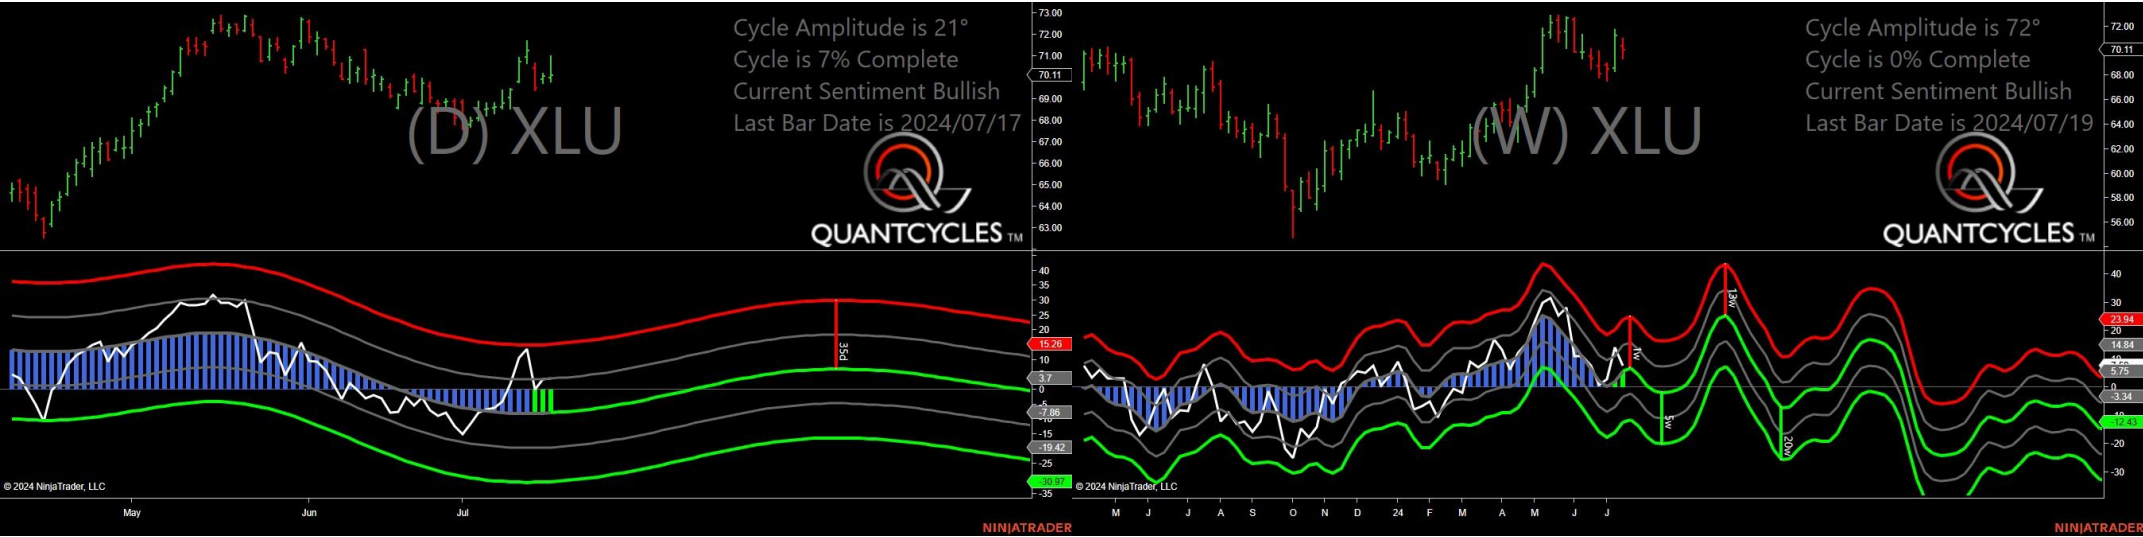 Cycle Amplitude is 21°
Cycle is 7% Complete
Current Sentiment Bullish
Last Bar Date is 2024/07/17
(D) XLU
QUANTCYCLES TM
73.00
72.00
71.00
70.11
69.00
68.00
67.00
66.00
65.00
64.00
63.00
35d
40
35
30
25
20
15.26
10
3.7
0
-5
-7.86
-10
-15
-19.42
-25
-30.97
-35
© 2024 NinjaTrader, LLC
May
Jun
Jul
NINJATRADER
Cycle Amplitude is 72°
Cycle is 0% Complete
Current Sentiment Bullish
Last Bar Date is 2024/07/19
(W) XLU
QUANTCYCLES TM
72.00
70.11
68.00
66.00
64.00
62.00
60.00
58.00
56.00
1w
5w
13w
20w
40
30
23.94
20
14.84
5.75
0
-3.34
-12.43
-20
-30
© 2024 NinjaTrader, LLC
M J J A S O N D 24 F M A M J J
NINJATRADER